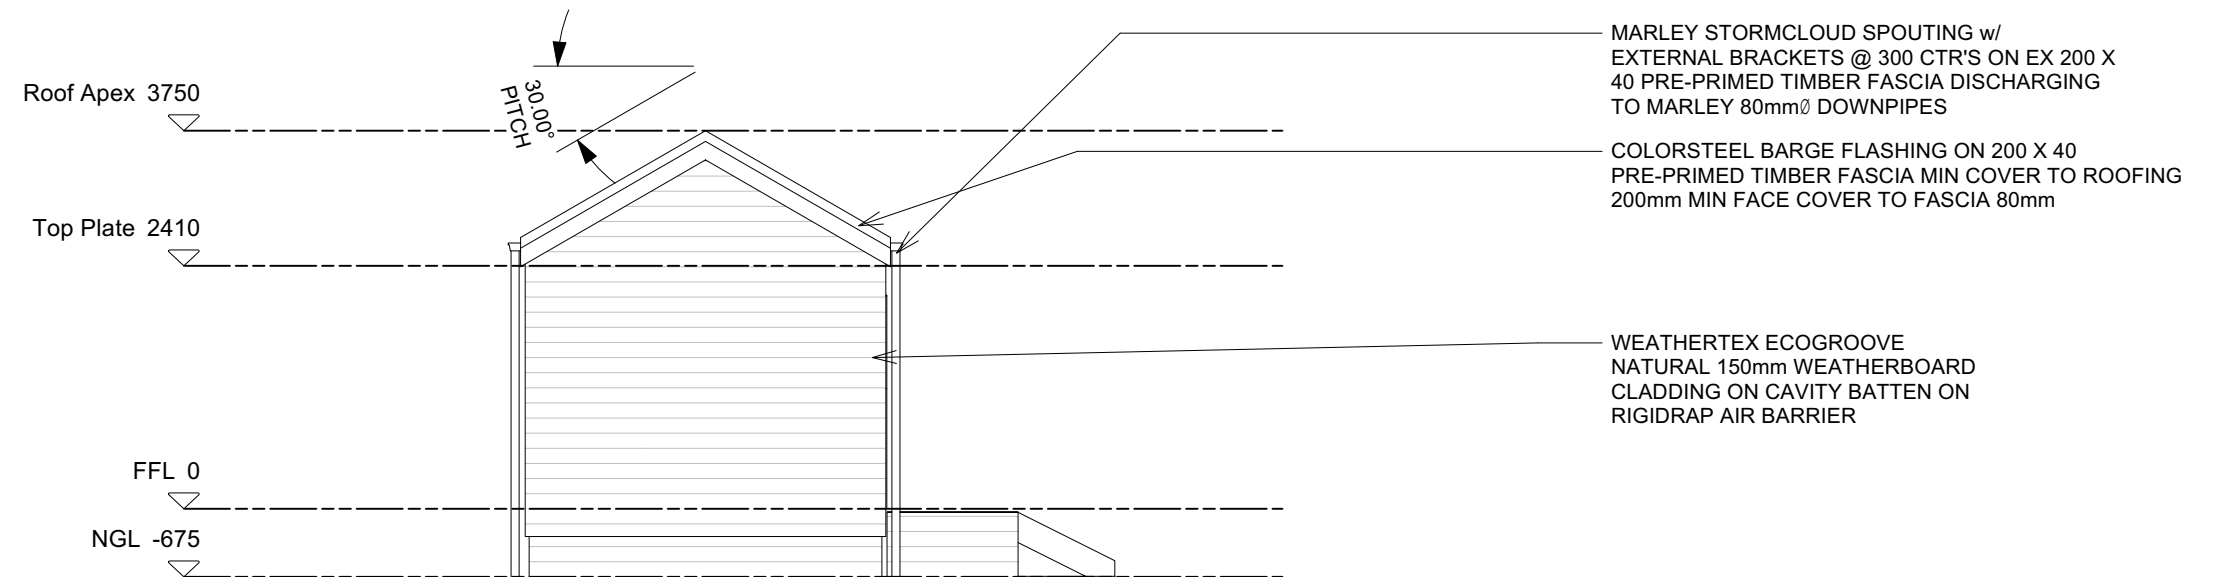 Roof Apex 3750
Top Plate 2410
FFL 0
NGL -675
30.00°
PITCH
MARLEY STORMCLOUD SPOUTING w/
EXTERNAL BRACKETS @ 300 CTR'S ON EX 200 X
40 PRE-PRIMED TIMBER FASCIA DISCHARGING
TO MARLEY 80mmØ DOWNPIPES
COLORSTEEL BARGE FLASHING ON 200 X 40
PRE-PRIMED TIMBER FASCIA MIN COVER TO ROOFING
200mm MIN FACE COVER TO FASCIA 80mm
WEATHERTEX ECOGROOVE
NATURAL 150mm WEATHERBOARD
CLADDING ON CAVITY BATTEN ON
RIGIDRAP AIR BARRIER